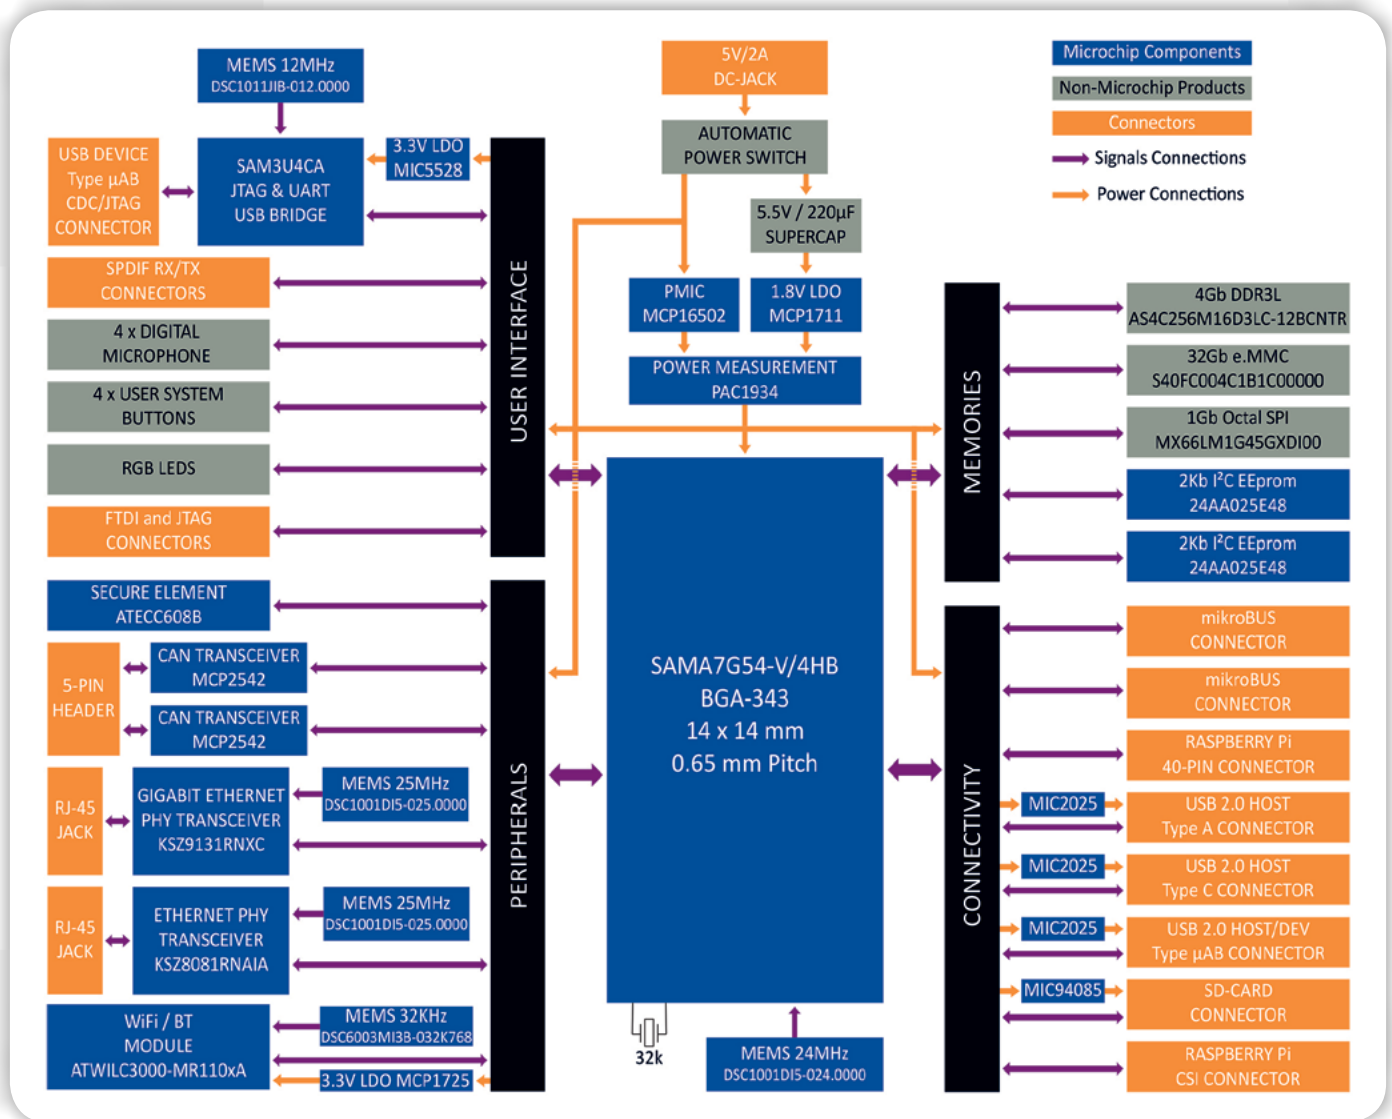 MEMS 12MHz
DSC1011JIB-012.0000
USB DEVICE
Type µAB
CDC/JTAG
CONNECTOR
SAM3U4CA
JTAG & UART
USB BRIDGE
3.3V LDO
MIC5528
SPDIF RX/TX
CONNECTORS
4 x DIGITAL
MICROPHONE
4 x USER SYSTEM
BUTTONS
RGB LEDS
FTDI and JTAG
CONNECTORS
USER INTERFACE
5V/2A
DC-JACK
AUTOMATIC
POWER SWITCH
5.5V / 220µF
SUPERCAP
PMIC
MCP16502
1.8V LDO
MCP1711
POWER MEASUREMENT
PAC1934
Microchip Components
Non-Microchip Products
Connectors
Signals Connections
Power Connections
MEMORIES
4Gb DDR3L
AS4C256M16D3LC-12BCNTR
32Gb e.MMC
S40FC004C1B1C00000
1Gb Octal SPI
MX66LM1G45GXDI00
2Kb I²C EEprom
24AA025E48
2Kb I²C EEprom
24AA025E48
SECURE ELEMENT
ATECC608B
5-PIN
HEADER
CAN TRANSCEIVER
MCP2542
CAN TRANSCEIVER
MCP2542
RJ-45
JACK
GIGABIT ETHERNET
PHY TRANSCEIVER
KSZ9131RNXC
MEMS 25MHz
DSC1001DI5-025.0000
RJ-45
JACK
ETHERNET PHY
TRANSCEIVER
KSZ8081RNAIA
MEMS 25MHz
DSC1001DI5-025.0000
WiFi / BT
MODULE
ATWILC3000-MR110xA
MEMS 32KHz
DSC6003MI3B-032K768
3.3V LDO MCP1725
PERIPHERALS
SAMA7G54-V/4HB
BGA-343
14 x 14 mm
0.65 mm Pitch
32k
MEMS 24MHz
DSC1001DI5-024.0000
CONNECTIVITY
mikroBUS
CONNECTOR
mikroBUS
CONNECTOR
RASPBERRY Pi
40-PIN CONNECTOR
MIC2025
USB 2.0 HOST
Type A CONNECTOR
MIC2025
USB 2.0 HOST
Type C CONNECTOR
MIC2025
USB 2.0 HOST/DEV
Type µAB CONNECTOR
MIC94085
SD-CARD
CONNECTOR
RASPBERRY Pi
CSI CONNECTOR